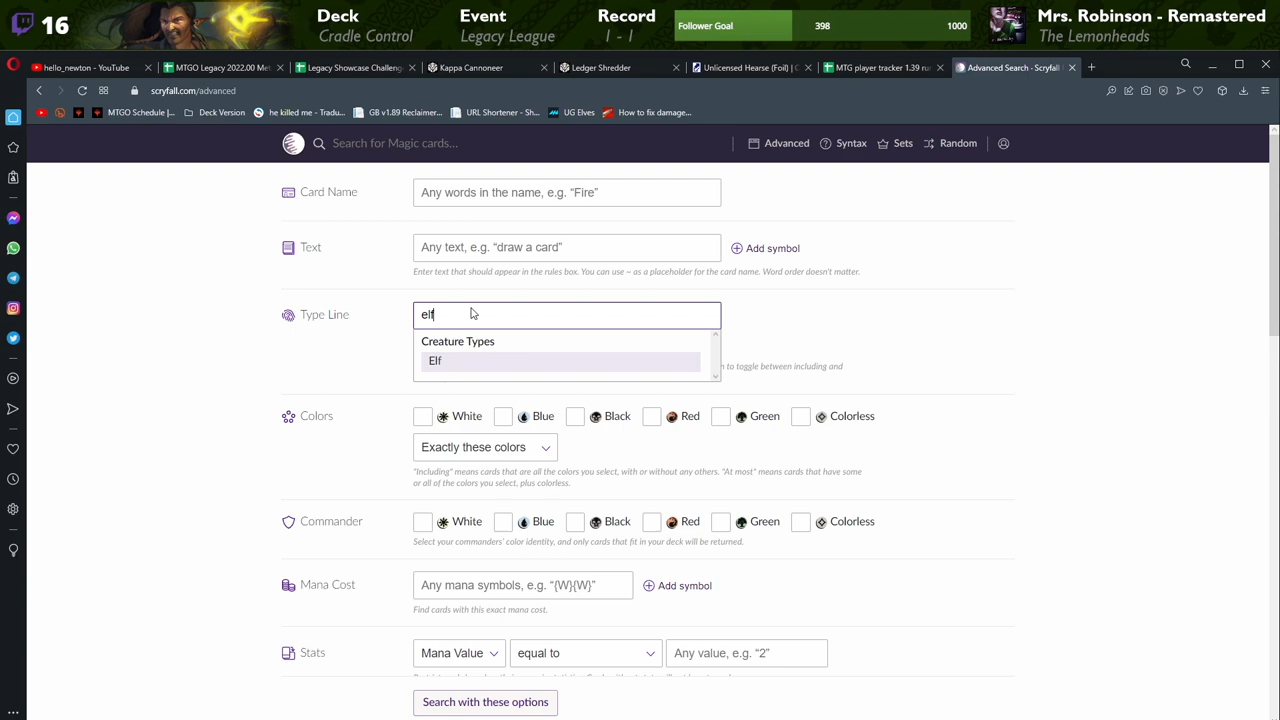 16
Deck
Cradle Control
Event
Legacy League
Record
1 - 1
Follower Goal 398 1000
Mrs. Robinson - Remastered
The Lemonheads
hello_newton - YouTube
MTGO Legacy 2022.00 Met
Legacy Showcase Challenge
Kappa Cannoneer
Ledger Shredder
Unlicensed Hearse (Foil) | C
MTG player tracker 1.39 run
Advanced Search - Scryfall
scryfall.com/advanced
MTGO Schedule |...
Deck Version
he killed me - Tradu...
GB v1.89 Reclaimer...
URL Shortener - Sh...
UG Elves
How to fix damage...
Search for Magic cards...
Advanced
Syntax
Sets
Random
Card Name
Any words in the name, e.g. “Fire”
Text
Any text, e.g. “draw a card”
Add symbol
Enter text that should appear in the rules box. You can use ~ as a placeholder for the card name. Word order doesn't matter.
Type Line
elf
Creature Types
Elf
n to toggle between including and
Colors
White Blue Black Red Green Colorless
Exactly these colors
"Including" means cards that are all the colors you select, with or without any others. "At most" means cards that have some
or all of the colors you select, plus colorless.
Commander
White Blue Black Red Green Colorless
Select your commanders' color identity, and only cards that fit in your deck will be returned.
Mana Cost
Any mana symbols, e.g. “{W}{W}”
Add symbol
Find cards with this exact mana cost.
Stats
Mana Value
equal to
Any value, e.g. “2”
Search with these options